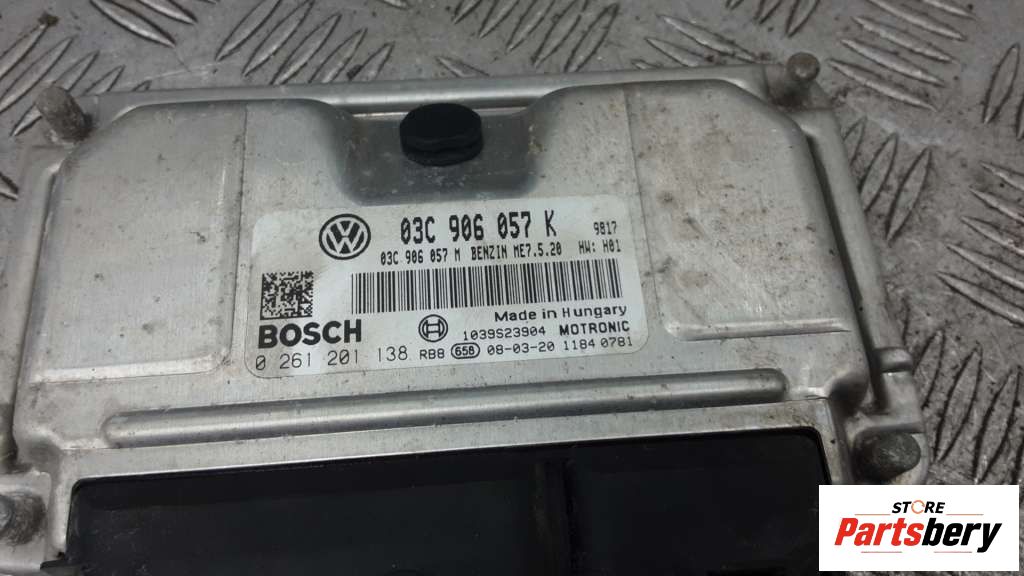 03C 906 057 K 9817
03C 906 057 M BENZIN ME7.5.20 HW: H01
Made in Hungary
BOSCH 1039S23904 MOTRONIC
0 261 201 138 RBB 658 08-03-20 1184 0781
STORE
Partsbery